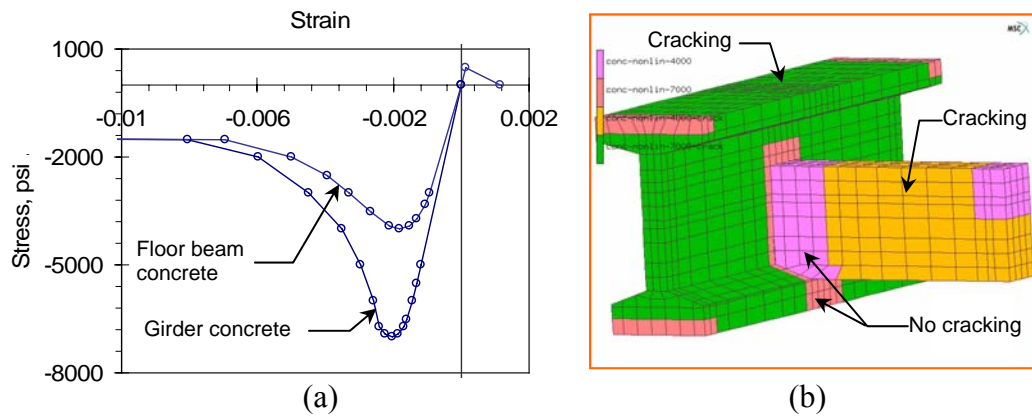 Strain
1000
-0.01
-0.006
-0.002
0.002
-2000
-5000
-8000
Stress, psi
Floor beam
concrete
Girder concrete
(a)
MSC
conc-nonlin-4000
conc-nonlin-7000
Cracking
Cracking
No cracking
(b)